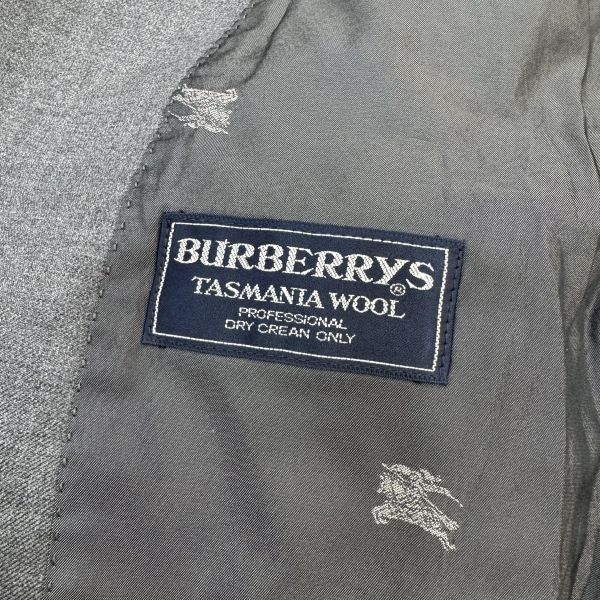 BURBERRYS®
TASMANIA WOOL
PROFESSIONAL
DRY CREAN ONLY